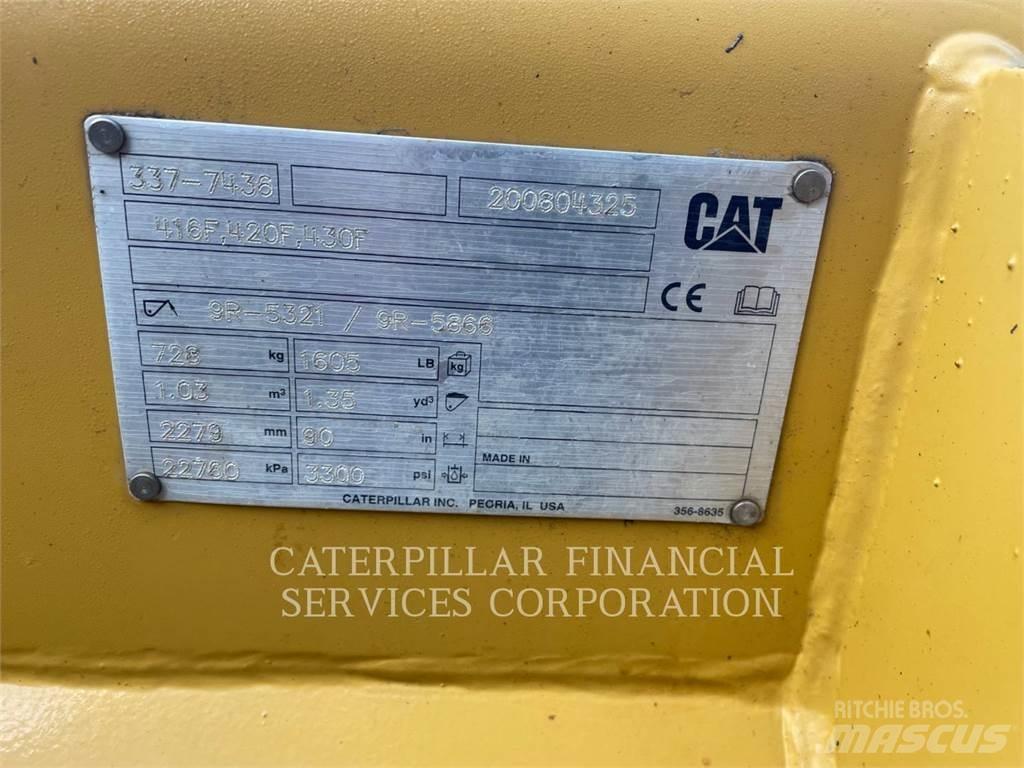 337-7436 200804325
CAT
416F,420F,430F
CE
9R-5321 / 9R-5866
728 kg 1605 LB kg
1.03 m³ 1.35 yd³
2279 mm 90 in
22760 kPa 3300 psi
MADE IN
CATERPILLAR INC. PEORIA, IL USA
356-8635
CATERPILLAR FINANCIAL
SERVICES CORPORATION
RITCHIE BROS.
MASCUS